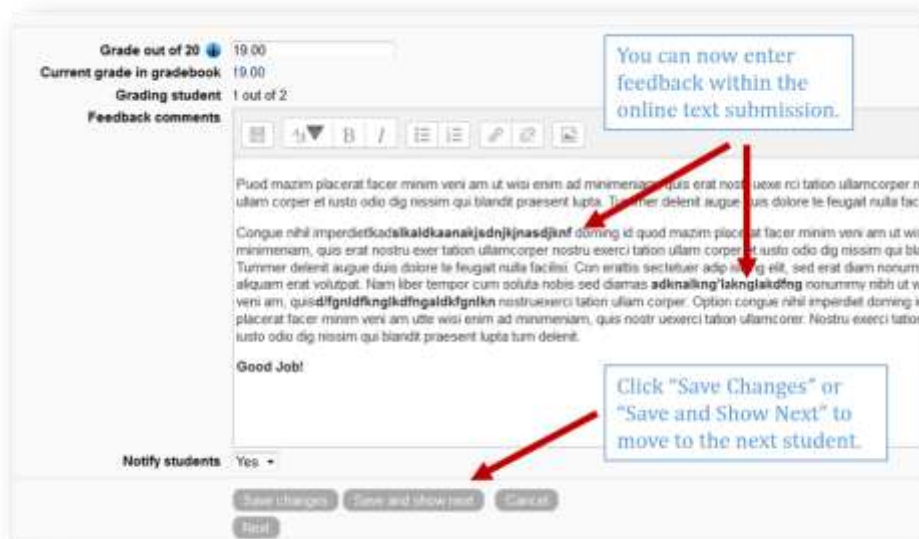 Grade out of 20 19.00
You can now enter
feedback within the
online text submission.
Current grade in gradebook 19.00
Grading student 1 out of 2
Feedback comments
B I
Puod mazim placerat facer minim veni am ut wisi enim ad minimeniam, quis erat nostr uexe rci tation ullamcorper
ullam corper et iusto odio dig nissim qui blandit praesent lupta. Tummer delenit augue duis dolore te feugait nulla fac
Congue nihil imperdiet doming id quod mazim placerat facer minim veni am ut wi
minimeniam, quis erat nostru exer tation ullamcorper nostru exerci tation ullam corper et iusto odio dig nissim qui bla
Tummer delenit augue duis dolore te feugait nulla facilisi. Con erattis sectetuer adip iscing elit, sed erat diam nonum
aliquam erat volutpat. Nam liber tempor cum soluta nobis sed diamas adknalkng'laknglakdfng nonummy nibh ut w
veni am, quis nostruexerci tation ullam corper. Option congue nihil imperdiet doming
placerat facer minim veni am utte wisi enim ad minimeniam, quis nostr uexerci tation ullamcorer. Nostru exerci tation
iusto odio dig nissim qui blandit praesent lupta tum delenit.
Good Job!
Click "Save Changes" or
"Save and Show Next" to
move to the next student.
Notify students Yes
Save changes Save and show next Cancel
Next